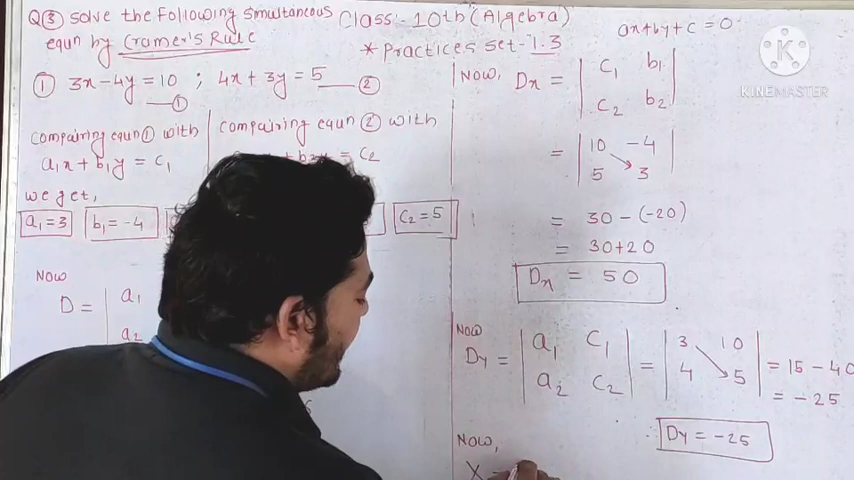 Q③ solve the following simultaneous
equn by Cramer's Rule
Class - 10th (Algebra)
* Practices Set - 1.3
ax+by+c = 0
① 3x-4y = 10 ; 4x + 3y = 5
① ②
compairing equn ① with
a₁x + b₁y = c₁
we get,
compairing equn ② with
= c₂
a₁=3 b₁=-4 c₂=5
Now
D = | a₁
a₂
Now, Dx = | c₁ b₁ |
| c₂ b₂ |
= | 10 -4 |
| 5 3 |
= 30 - (-20)
= 30+20
Dx = 50
Now
Dy = | a₁ c₁ | = | 3 10 | = 15 - 40
| a₂ c₂ | | 4 5 | = -25
Dy = -25
Now,
X
K
KINEMASTER